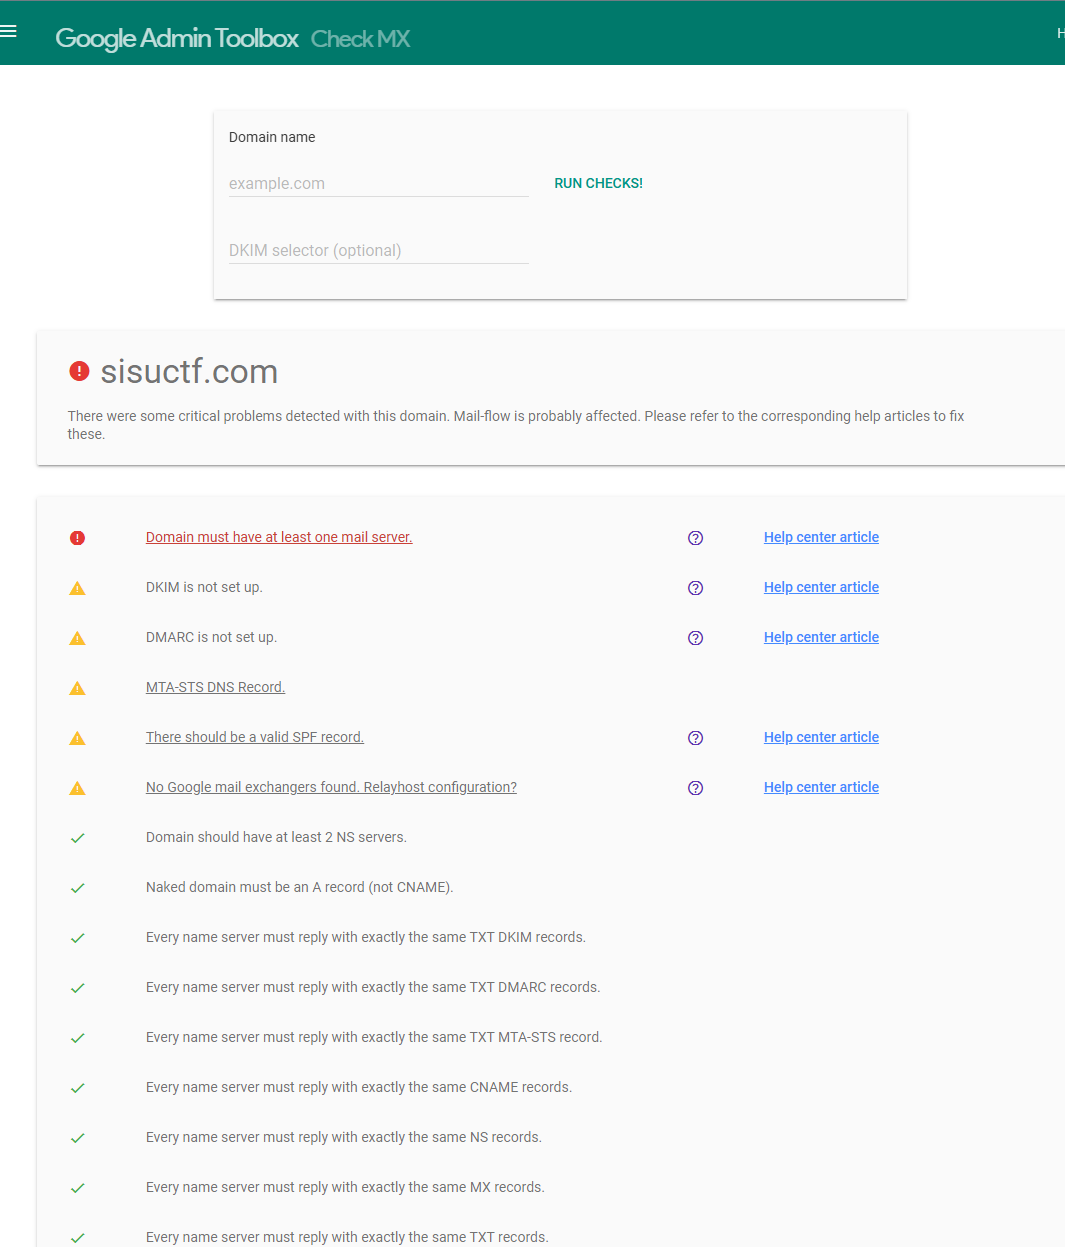 Google Admin Toolbox Check MX
H
Domain name
example.com
RUN CHECKS!
DKIM selector (optional)
sisuctf.com
There were some critical problems detected with this domain. Mail-flow is probably affected. Please refer to the corresponding help articles to fix
these.
Domain must have at least one mail server. Help center article
DKIM is not set up. Help center article
DMARC is not set up. Help center article
MTA-STS DNS Record.
There should be a valid SPF record. Help center article
No Google mail exchangers found. Relayhost configuration? Help center article
Domain should have at least 2 NS servers.
Naked domain must be an A record (not CNAME).
Every name server must reply with exactly the same TXT DKIM records.
Every name server must reply with exactly the same TXT DMARC records.
Every name server must reply with exactly the same TXT MTA-STS record.
Every name server must reply with exactly the same CNAME records.
Every name server must reply with exactly the same NS records.
Every name server must reply with exactly the same MX records.
Every name server must reply with exactly the same TXT records.